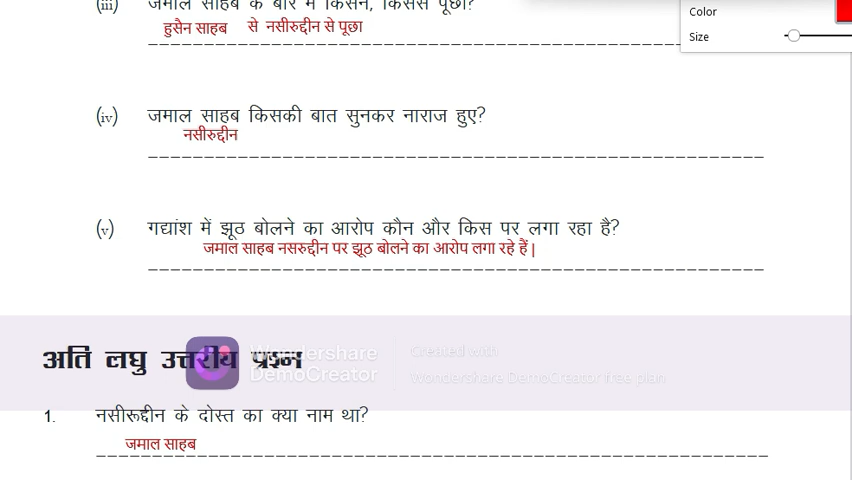 (iii) जमाल साहब के बारे में किसने, किससे पूछा?
हुसैन साहब से नसीरुद्दीन से पूछा
Color
Size
(iv) जमाल साहब किसकी बात सुनकर नाराज हुए?
नसीरुद्दीन
(v) गद्यांश में झूठ बोलने का आरोप कौन और किस पर लगा रहा है?
जमाल साहब नसरुद्दीन पर झूठ बोलने का आरोप लगा रहे हैं|
अति लघु उत्तरीय प्रश्न
Wondershare
DemoCreator
Created with
Wondershare DemoCreator free plan
1. नसीरूद्दीन के दोस्त का क्या नाम था?
जमाल साहब